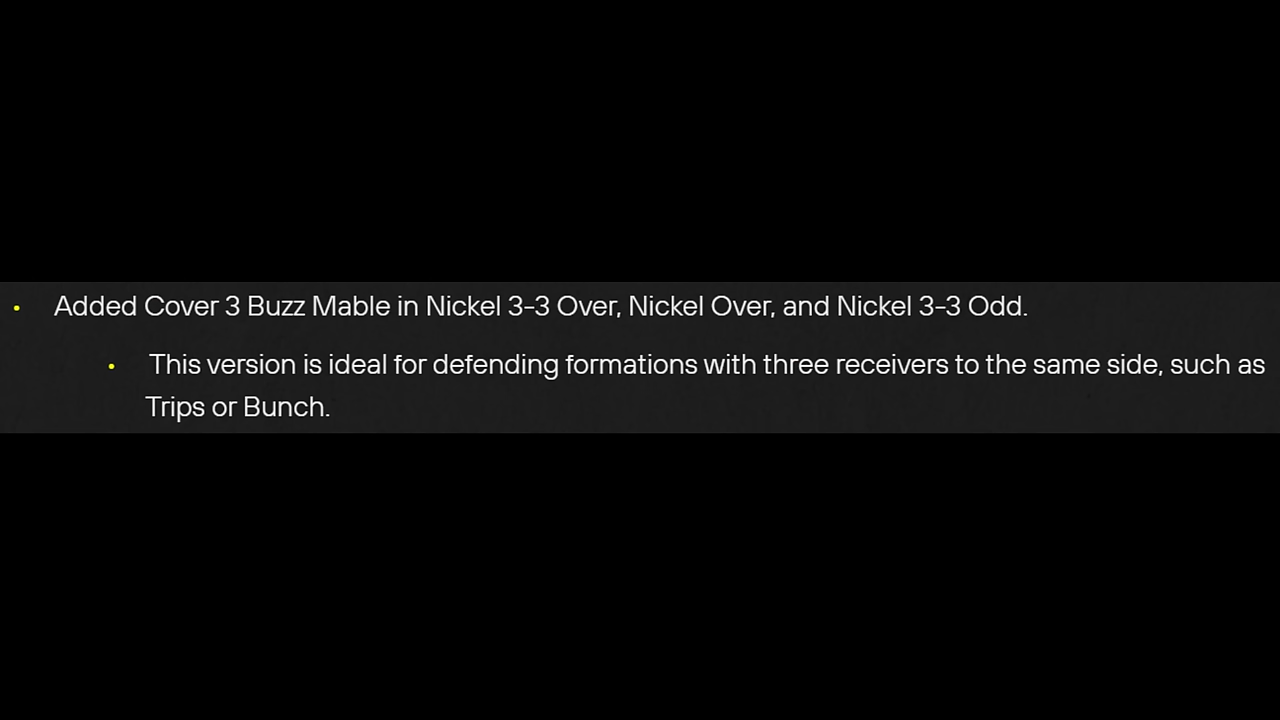 • Added Cover 3 Buzz Mable in Nickel 3-3 Over, Nickel Over, and Nickel 3-3 Odd.
• This version is ideal for defending formations with three receivers to the same side, such as
Trips or Bunch.